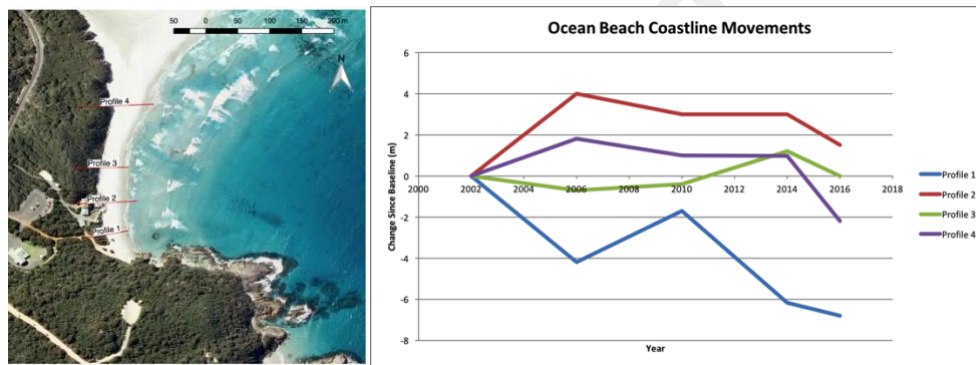 50 0 50 100 150 200 m
N
Profile 4
Profile 3
Profile 2
Profile 1
Ocean Beach Coastline Movements
Change Since Baseline (m)
6
4
2
0
-2
-4
-6
-8
2000 2002 2004 2006 2008 2010 2012 2014 2016 2018
Year
Profile 1
Profile 2
Profile 3
Profile 4